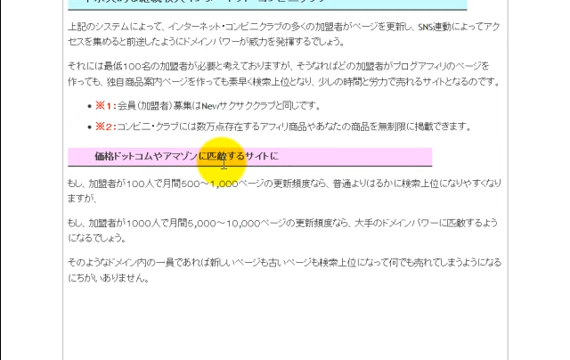 上記のシステムによって、インターネット・コンビニクラブの多くの加盟者がページを更新し、SNS連動によってアク
セスを集めると前述したようにドメインパワーが威力を発揮するでしょう。
それには最低100名の加盟者が必要と考えておりますが、そうなればどの加盟者がブログアフィリのページを
作っても、独自商品案内ページを作っても素早く検索上位となり、少しの時間と労力で売れるサイトとなるのです。
• ※1：会員（加盟者）募集はNewサクサククラブと同じです。
• ※2：コンビニ・クラブには数万点存在するアフィリ商品やあなたの商品を無制限に掲載できます。
価格ドットコムやアマゾンに匹敵するサイトに
もし、加盟者が100人で月間500～1,000ページの更新頻度なら、普通よりはるかに検索上位になりやすくなり
ますが、
もし、加盟者が1000人で月間5,000～10,000ページの更新頻度なら、大手のドメインパワーに匹敵するよう
になるでしょう。
そのようなドメイン内の一員であれば新しいページも古いページも検索上位になって何でも売れてしまうようになる
にちがいありません。